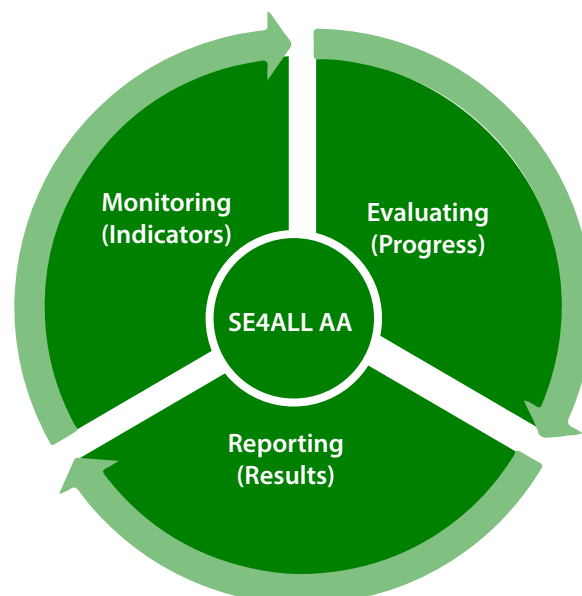 Monitoring
(Indicators)
Evaluating
(Progress)
SE4ALL AA
Reporting
(Results)